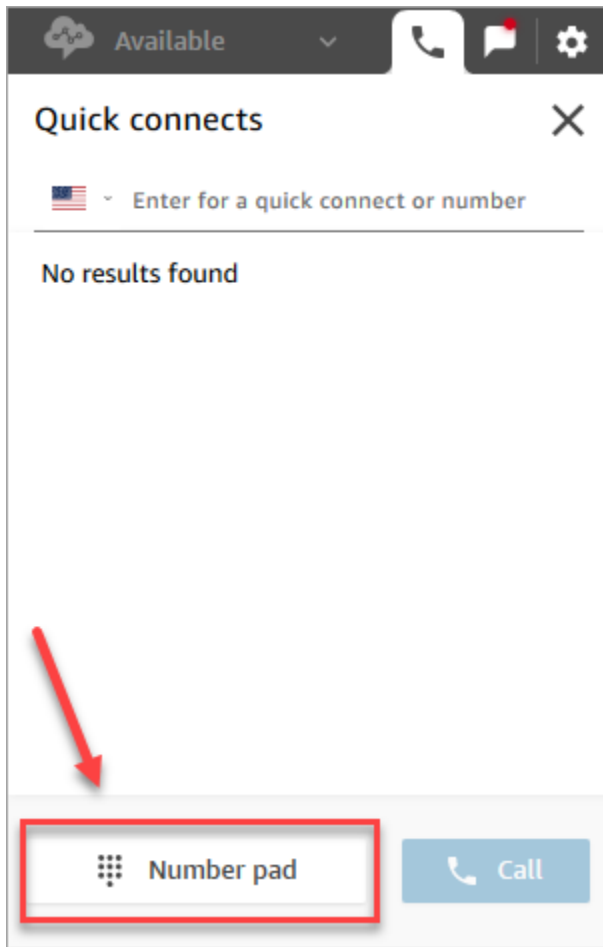 Available
Quick connects
Enter for a quick connect or number
No results found
Number pad
Call